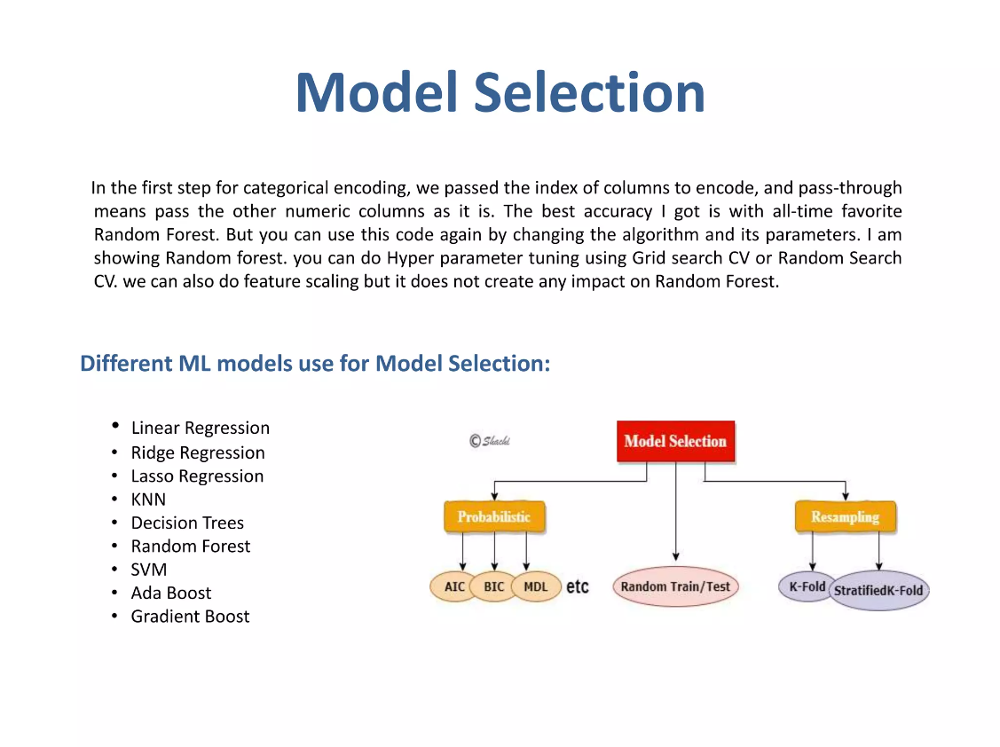 Model Selection
In the first step for categorical encoding, we passed the index of columns to encode, and pass-through
means pass the other numeric columns as it is. The best accuracy I got is with all-time favorite
Random Forest. But you can use this code again by changing the algorithm and its parameters. I am
showing Random forest. you can do Hyper parameter tuning using Grid search CV or Random Search
CV. we can also do feature scaling but it does not create any impact on Random Forest.
Different ML models use for Model Selection:
• Linear Regression
• Ridge Regression
• Lasso Regression
• KNN
• Decision Trees
• Random Forest
• SVM
• Ada Boost
• Gradient Boost
© Shachi
Model Selection
Probabilistic
Resampling
AIC BIC MDL etc
Random Train/Test
K-Fold StratifiedK-Fold